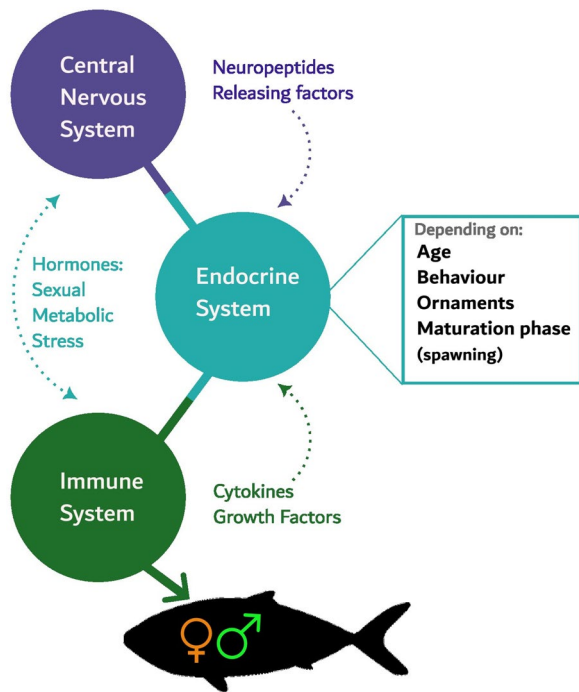 Central
Nervous
System
Neuropeptides
Releasing factors
Hormones:
Sexual
Metabolic
Stress
Endocrine
System
Depending on:
Age
Behaviour
Ornaments
Maturation phase
(spawning)
Immune
System
Cytokines
Growth Factors
♀♂